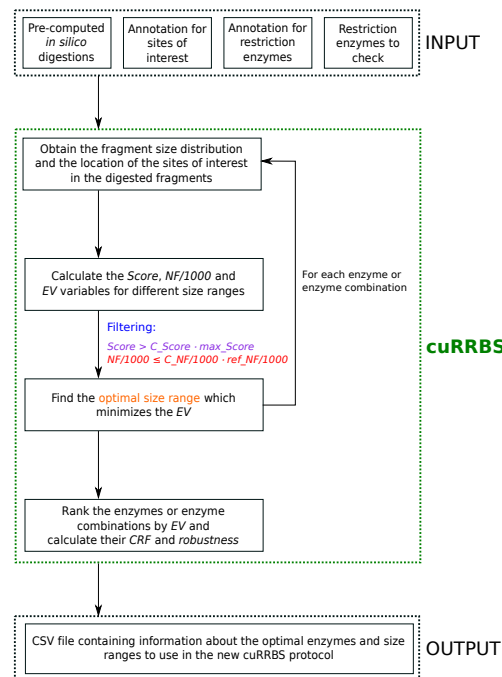 Pre-computed
in silico
digestions
Annotation for
sites of
interest
Annotation for
restriction
enzymes
Restriction
enzymes to
check
INPUT
Obtain the fragment size distribution
and the location of the sites of interest
in the digested fragments
Calculate the Score, NF/1000 and
EV variables for different size ranges
For each enzyme or
enzyme combination
Filtering:
Score > C_Score · max_Score
NF/1000 ≤ C_NF/1000 · ref_NF/1000
cuRRBS
Find the optimal size range which
minimizes the EV
Rank the enzymes or enzyme
combinations by EV and
calculate their CRF and robustness
CSV file containing information about the optimal enzymes and size
ranges to use in the new cuRRBS protocol
OUTPUT